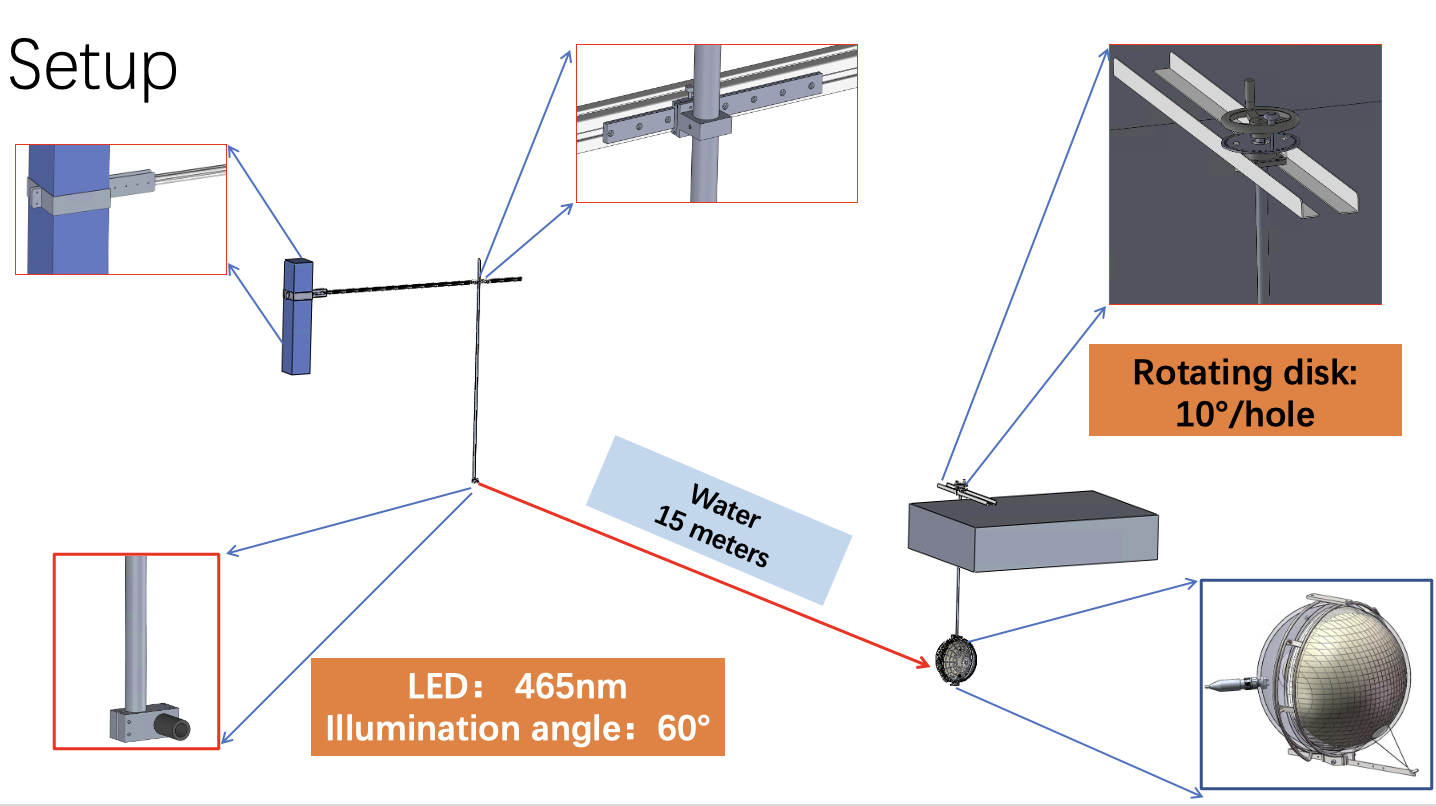 Setup
Rotating disk:
10°/hole
Water
15 meters
LED： 465nm
Illumination angle：60°